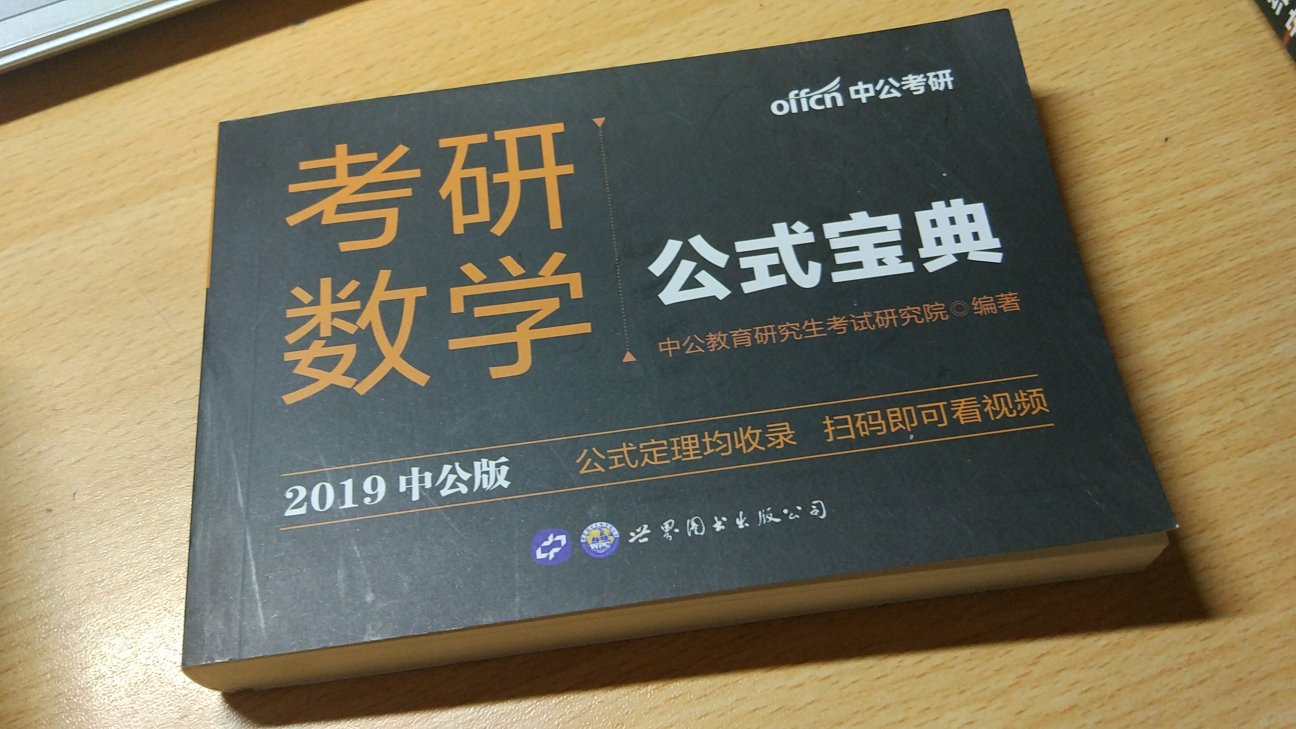 offcn 中公考研
考研
数学
公式宝典
中公教育研究生考试研究院◎编著
2019 中公版
公式定理均收录 扫码即可看视频
WPC 世界图书出版公司